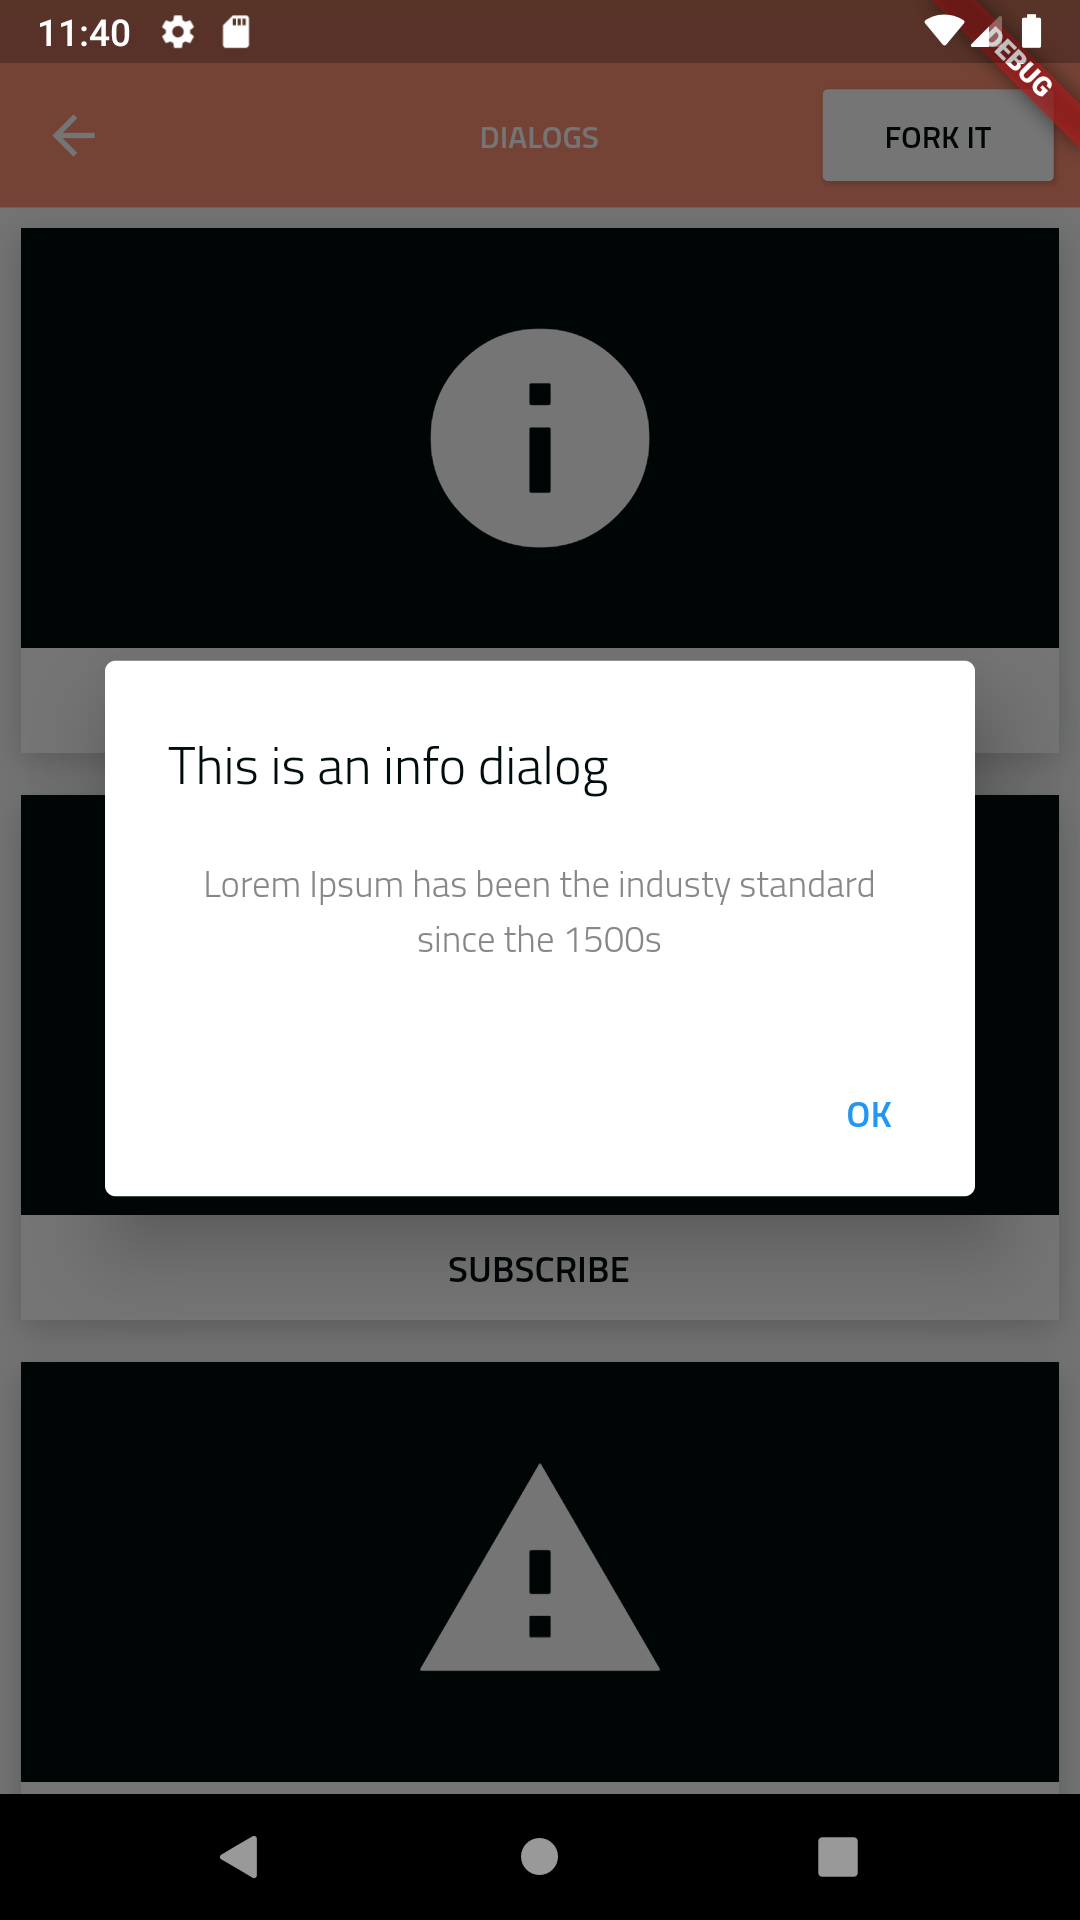 11:40
DEBUG
DIALOGS
FORK IT
This is an info dialog
Lorem Ipsum has been the industy standard
since the 1500s
OK
SUBSCRIBE